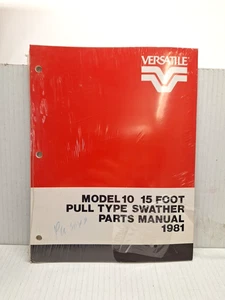 VERSATILE
MODEL 10 15 FOOT
PULL TYPE SWATHER
PARTS MANUAL
1981